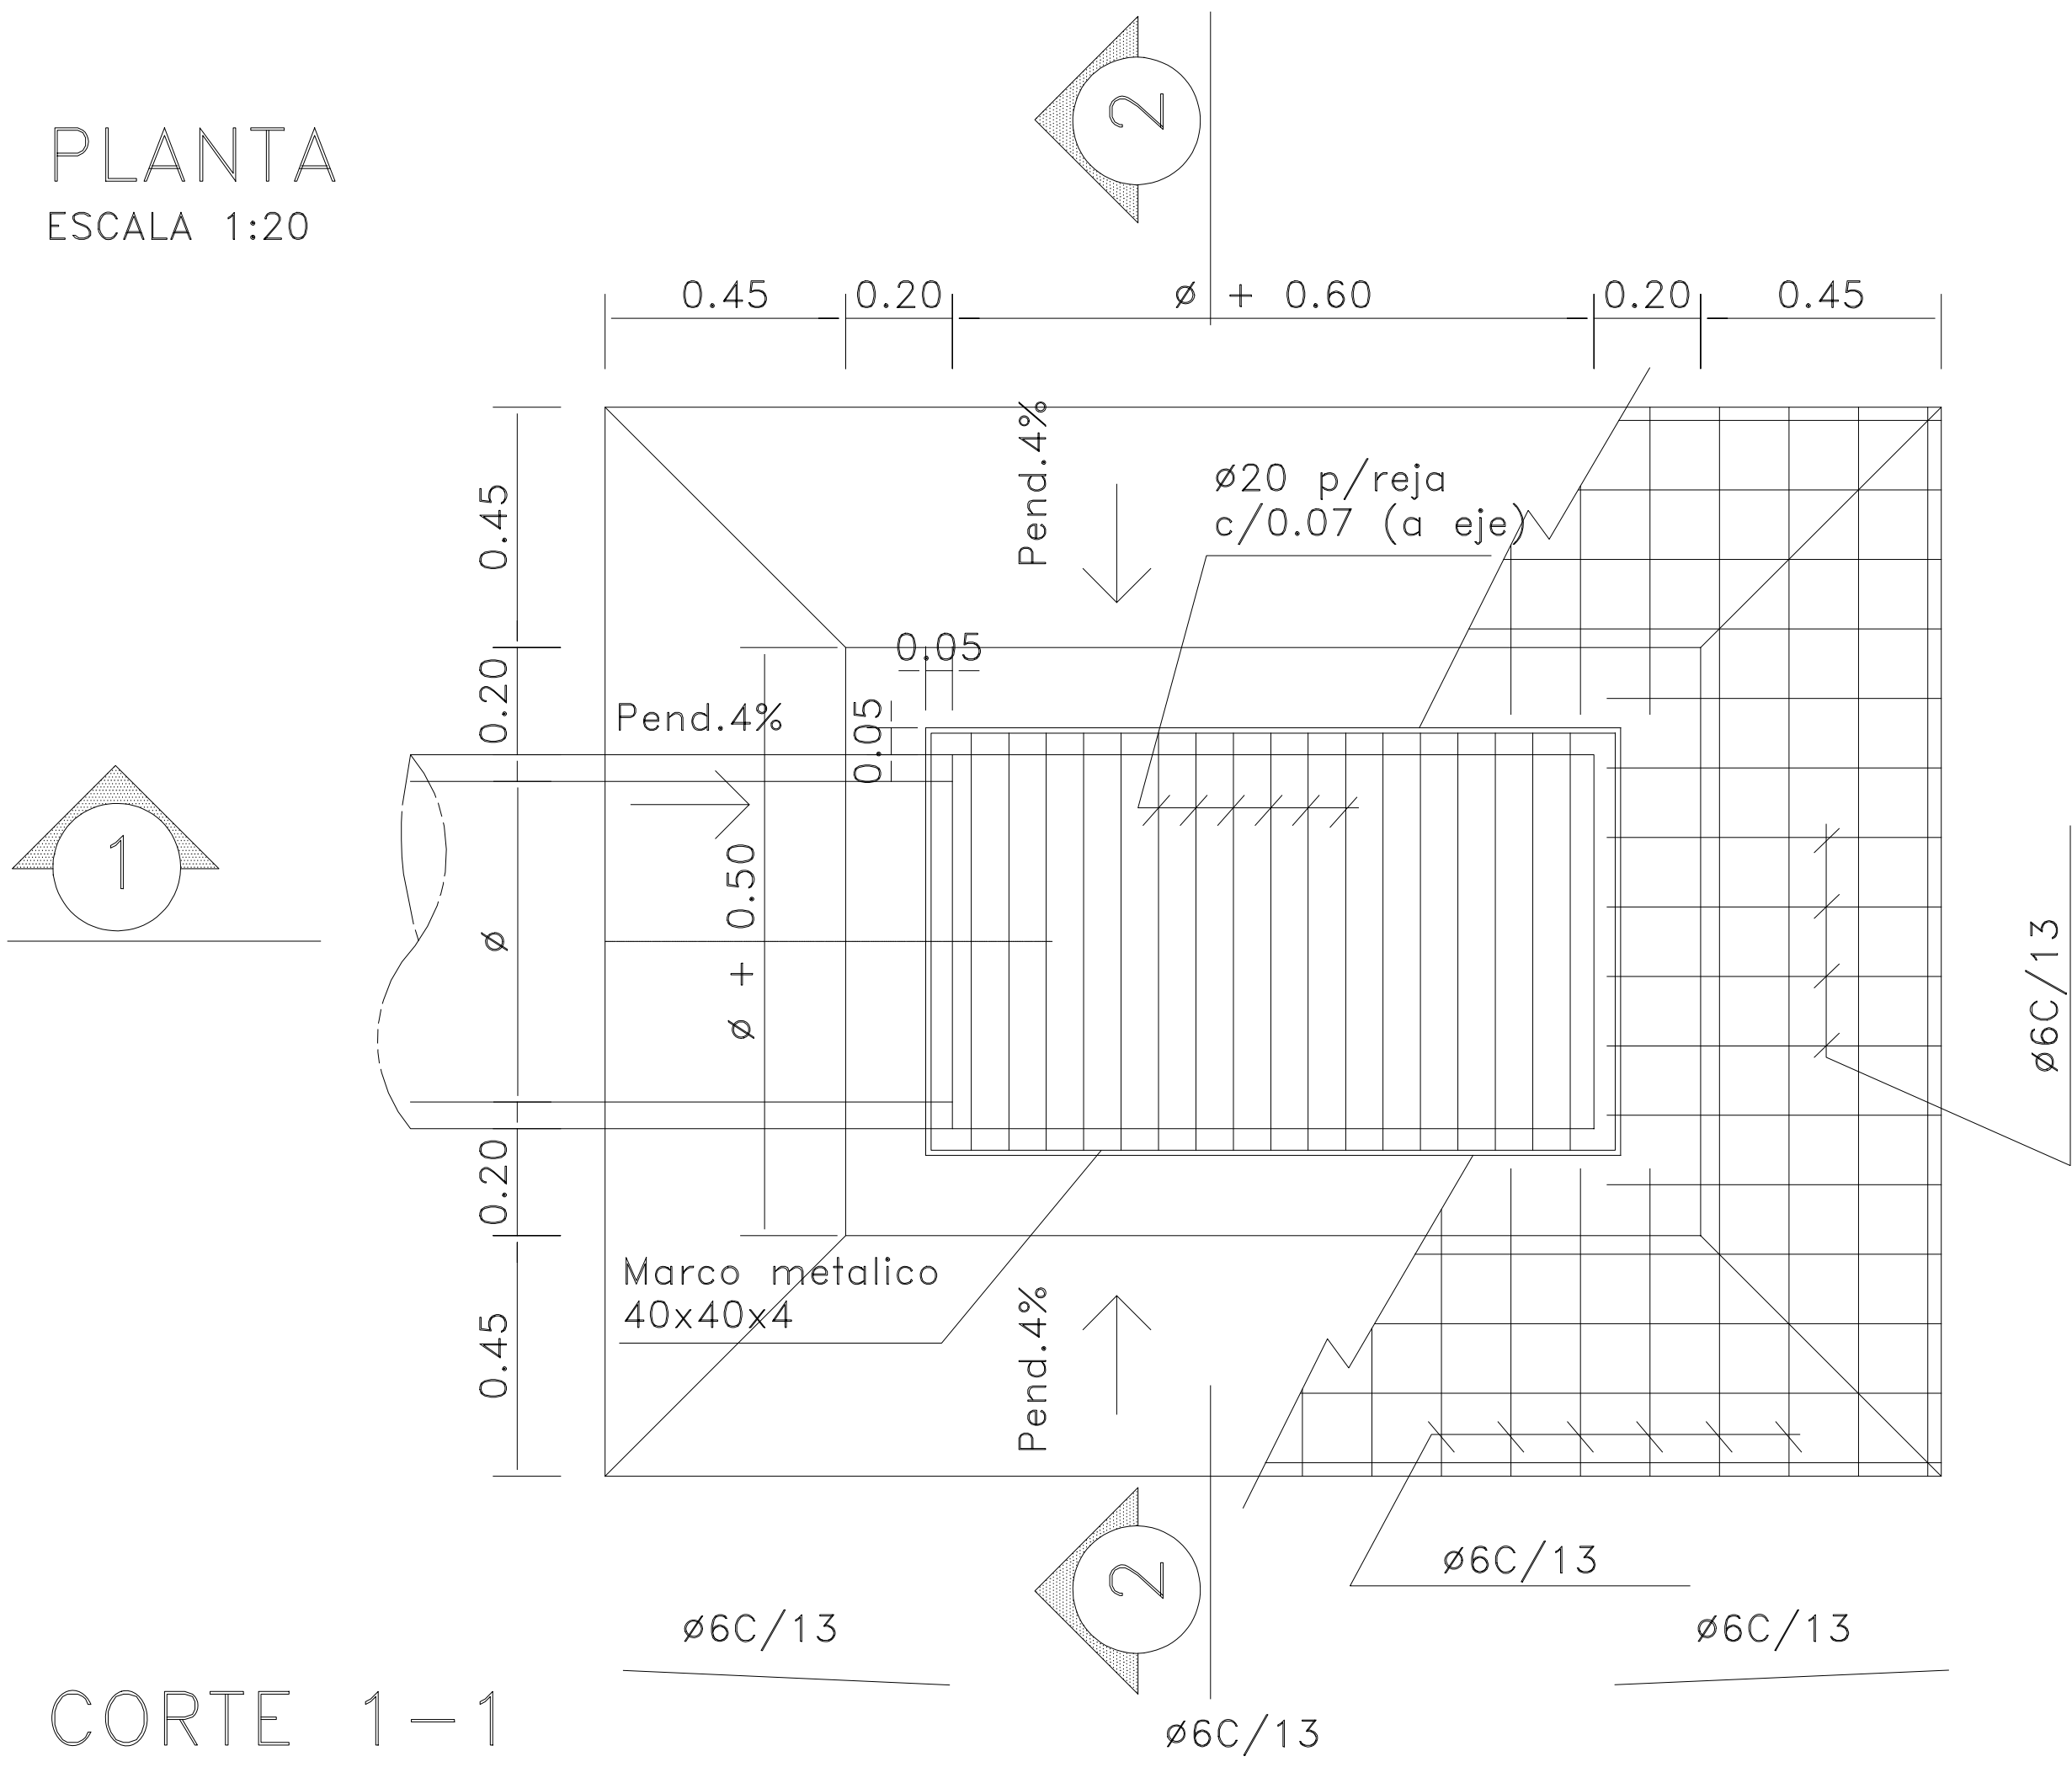 2
PLANTA
ESCALA 1:20
0.45
0.20
ø + 0.60
0.20
0.45
Pend.4%
ø20 p/reja
c/0.07 (a eje)
0.45
0.05
0.20
Pend.4%
0.05
1
ø + 0.50
ø
ø6C/13
0.20
Marco metalico
40x40x4
0.45
Pend.4%
ø6C/13
2
ø6C/13
ø6C/13
CORTE 1-1
ø6C/13